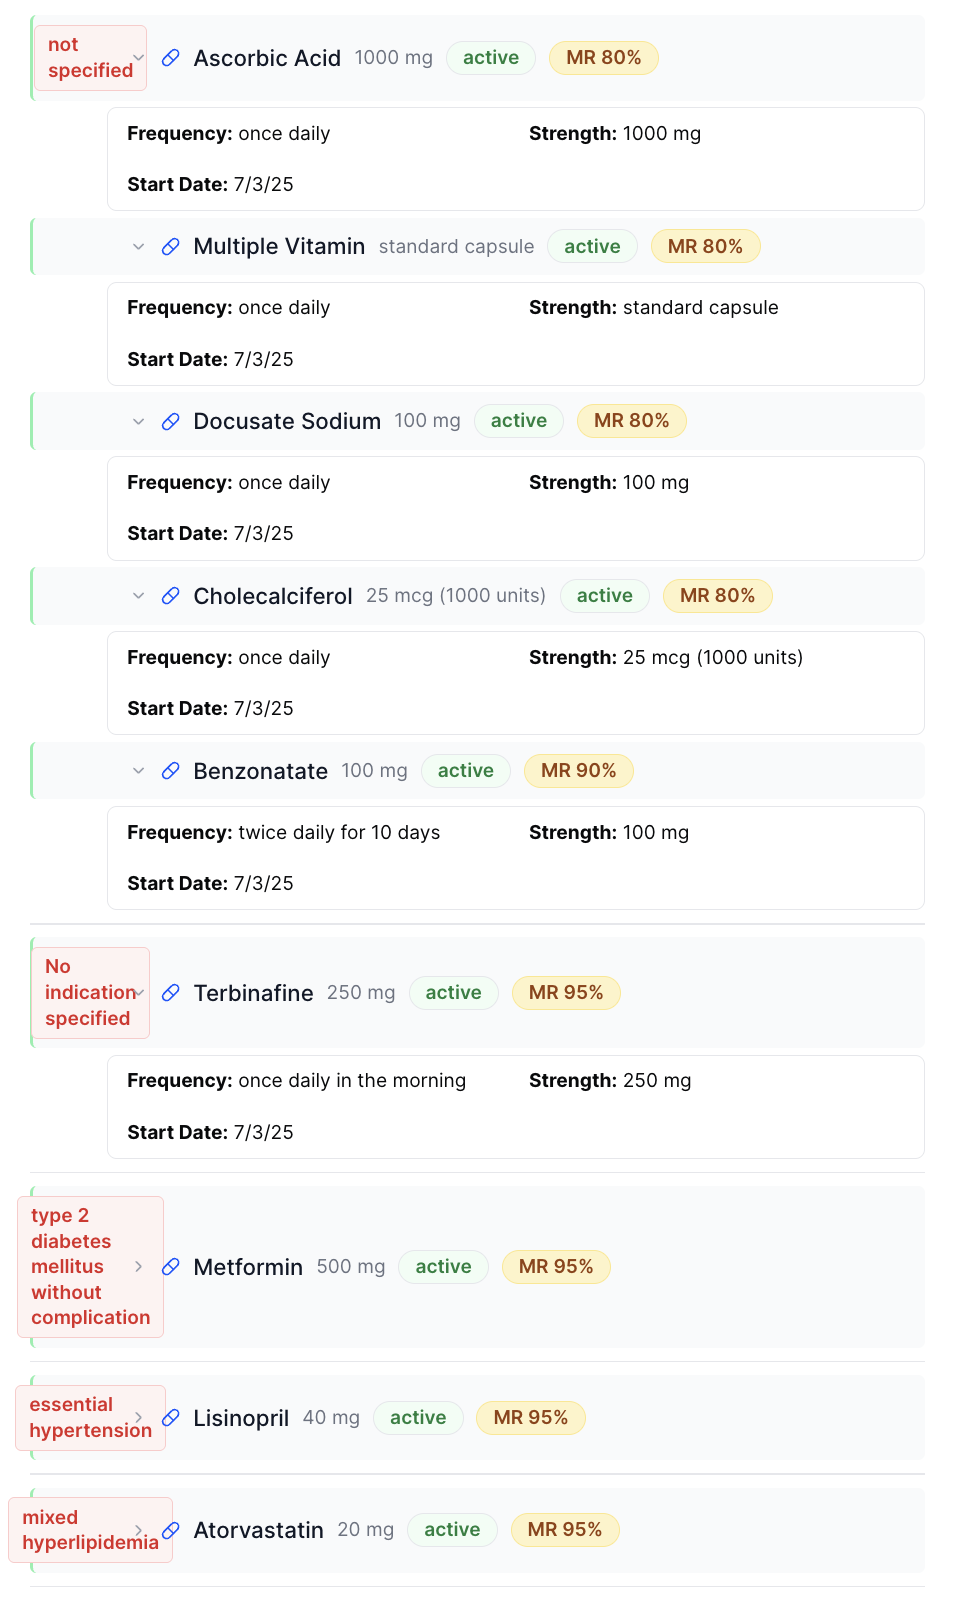 not
specified
Ascorbic Acid 1000 mg active MR 80%
Frequency: once daily Strength: 1000 mg
Start Date: 7/3/25
Multiple Vitamin standard capsule active MR 80%
Frequency: once daily Strength: standard capsule
Start Date: 7/3/25
Docusate Sodium 100 mg active MR 80%
Frequency: once daily Strength: 100 mg
Start Date: 7/3/25
Cholecalciferol 25 mcg (1000 units) active MR 80%
Frequency: once daily Strength: 25 mcg (1000 units)
Start Date: 7/3/25
Benzonatate 100 mg active MR 90%
Frequency: twice daily for 10 days Strength: 100 mg
Start Date: 7/3/25
No
indication
specified
Terbinafine 250 mg active MR 95%
Frequency: once daily in the morning Strength: 250 mg
Start Date: 7/3/25
type 2
diabetes
mellitus
without
complication
Metformin 500 mg active MR 95%
essential
hypertension
Lisinopril 40 mg active MR 95%
mixed
hyperlipidemia
Atorvastatin 20 mg active MR 95%